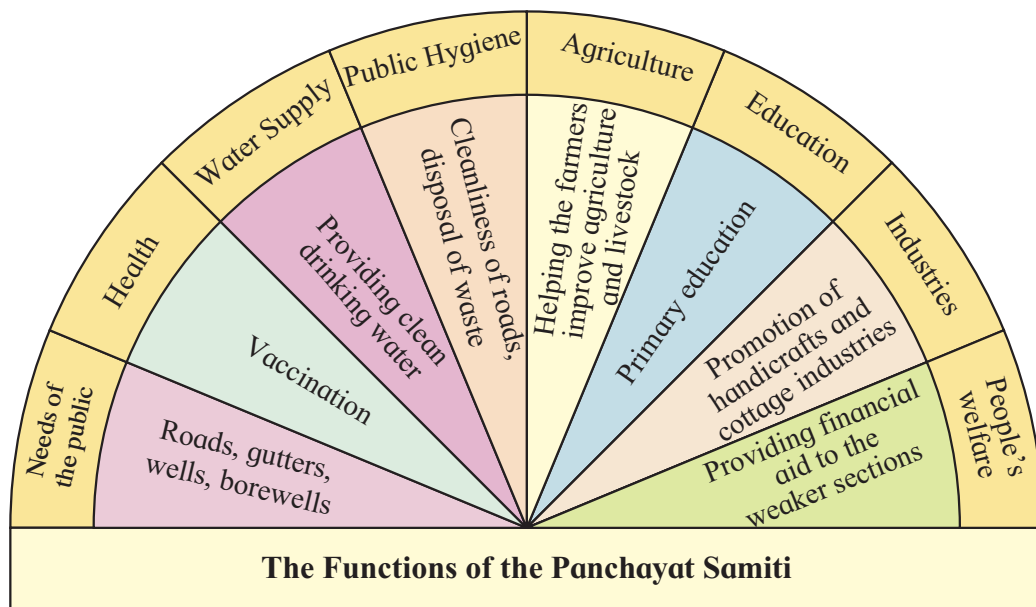 Needs of
the public
Roads, gutters,
wells, borewells
Health
Vaccination
Water Supply
Providing clean
drinking water
Public Hygiene
Cleanliness of roads,
disposal of waste
Agriculture
Helping the farmers
improve agriculture
and livestock
Education
Primary education
Industries
Promotion of
handicrafts and
cottage industries
People's
welfare
Providing financial
aid to the
weaker sections
The Functions of the Panchayat Samiti